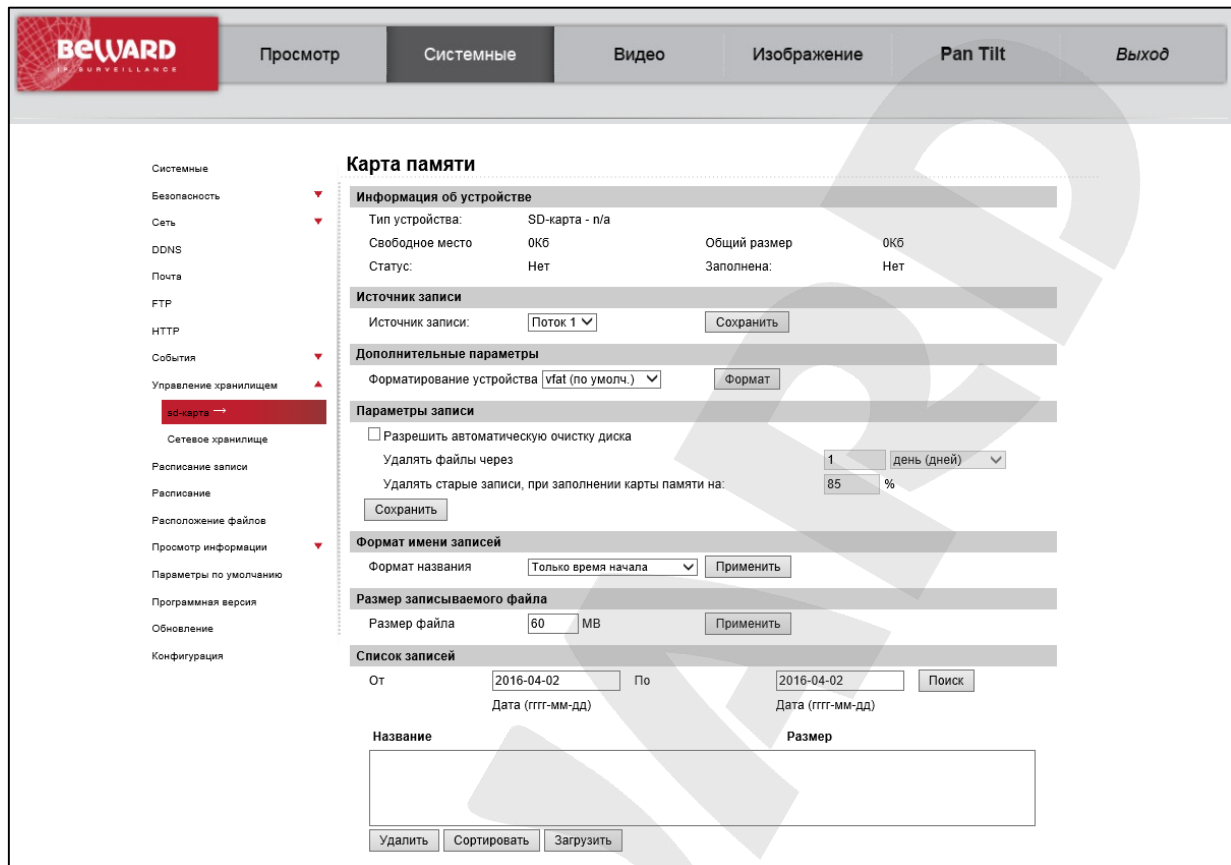 BEWARD
IP SURVEILLANCE
Просмотр
Системные
Видео
Изображение
Pan Tilt
Выход
Системные
Безопасность
Сеть
DDNS
Почта
FTP
HTTP
События
Управление хранилищем
sd-карта →
Сетевое хранилище
Расписание записи
Расписание
Расположение файлов
Просмотр информации
Параметры по умолчанию
Программная версия
Обновление
Конфигурация
Карта памяти
Информация об устройстве
Тип устройства: SD-карта - n/a
Свободное место 0Кб Общий размер 0Кб
Статус: Нет Заполнена: Нет
Источник записи
Источник записи: Поток 1 Сохранить
Дополнительные параметры
Форматирование устройства vfat (по умолч.) Формат
Параметры записи
Разрешить автоматическую очистку диска
Удалять файлы через 1 день (дней)
Удалять старые записи, при заполнении карты памяти на: 85 %
Сохранить
Формат имени записей
Формат названия Только время начала Применить
Размер записываемого файла
Размер файла 60 MB Применить
Список записей
От 2016-04-02 По 2016-04-02 Поиск
Дата (гггг-мм-дд) Дата (гггг-мм-дд)
Название Размер
Удалить Сортировать Загрузить